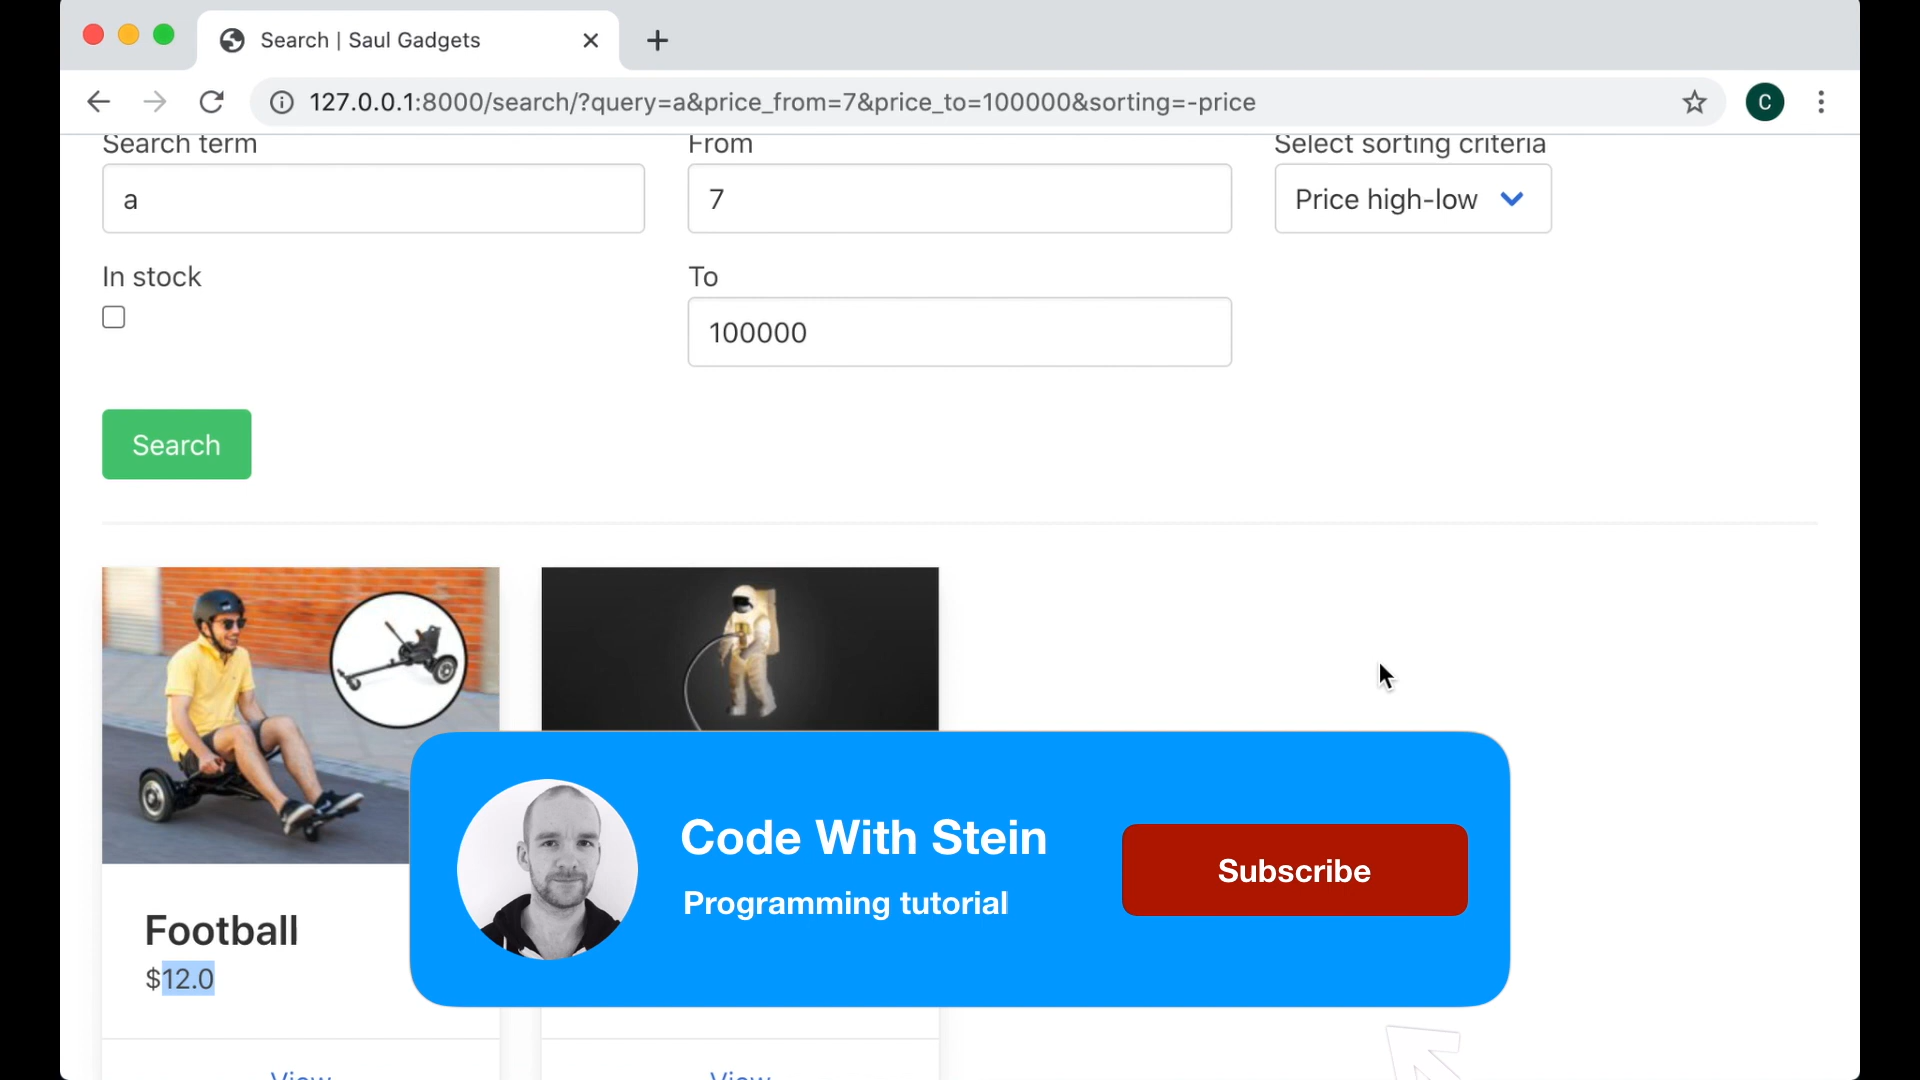 Search | Saul Gadgets
127.0.0.1:8000/search/?query=a&price_from=7&price_to=100000&sorting=-price
C
Search term
From
Select sorting criteria
a
7
Price high-low
In stock
To
100000
Search
Code With Stein
Programming tutorial
Subscribe
Football
$12.0
View
View